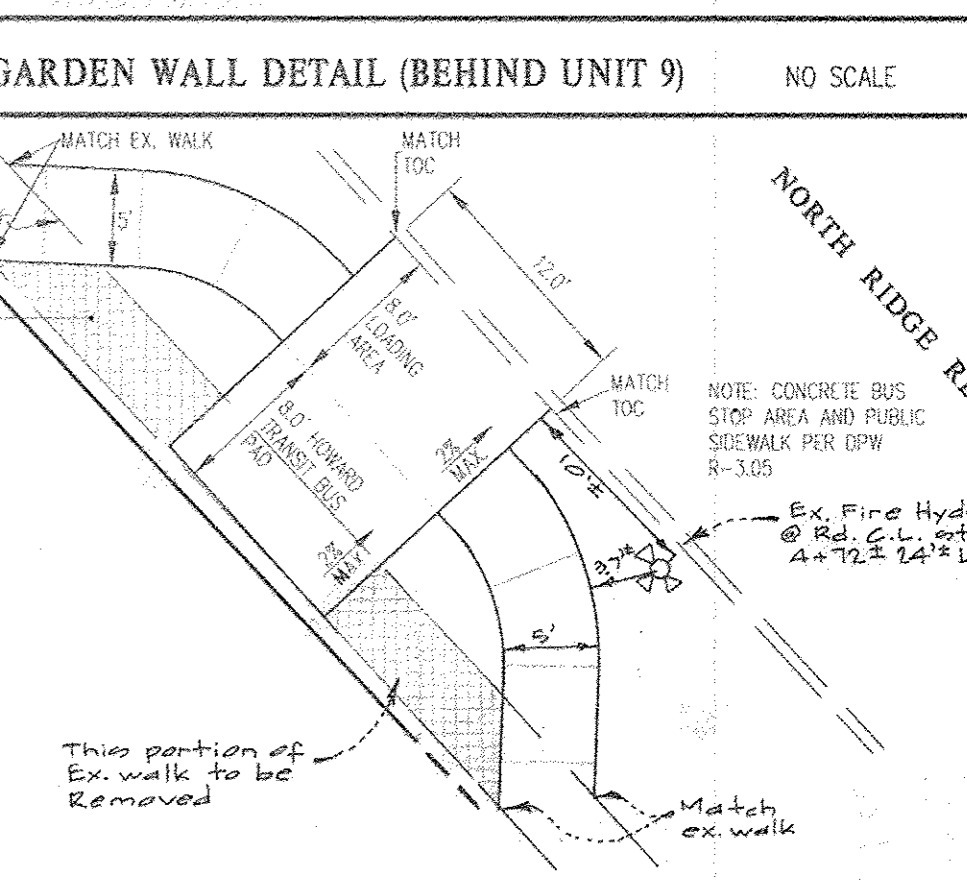 GARDEN WALL DETAIL (BEHIND UNIT 9)
NO SCALE
MATCH EX. WALK
MATCH
TOC
5'
12.0'
NORTH RIDGE
8.0'
LOADING
AREA
MATCH
TOC
NOTE: CONCRETE BUS
STOP AREA AND PUBLIC
SIDEWALK PER DPW
R-3.05
8.0' HOWARD
TRANSIT BUS
PAD
2%
MAX.
10'±
Ex. Fire Hyd
@ Rd. C.L. st
4+72± 24'± L
2%
MAX.
3.7'±
5'
This portion of
Ex. walk to be
Removed
Match
ex. walk